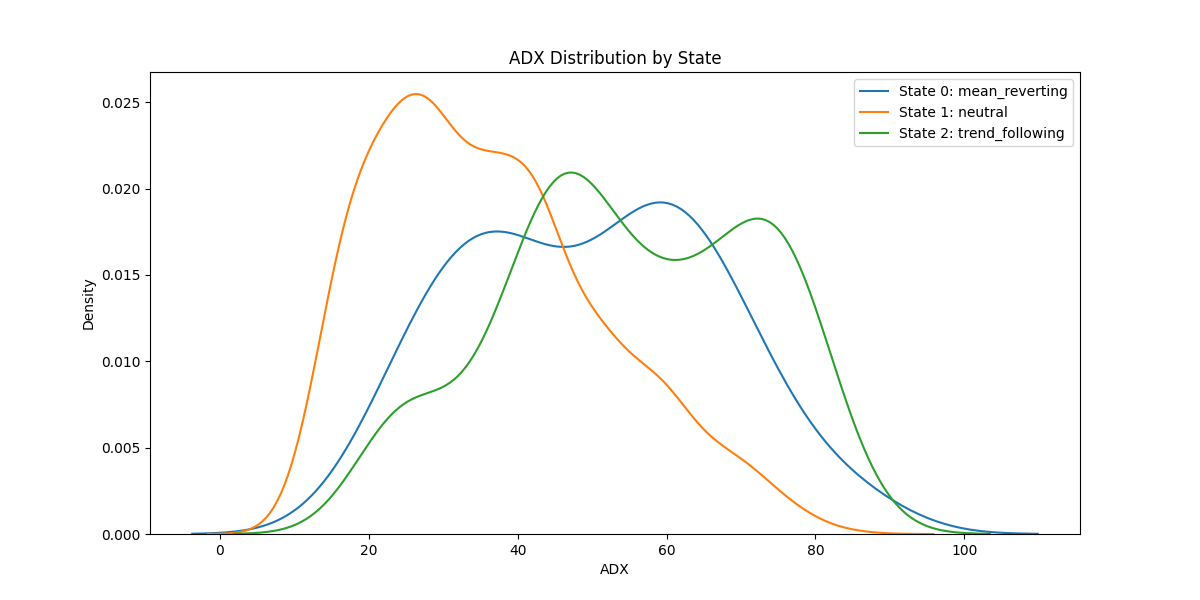 ADX Distribution by State
State 0: mean_reverting
State 1: neutral
State 2: trend_following
0.025
0.020
0.015
0.010
0.005
0.000
Density
0 20 40 60 80 100
ADX